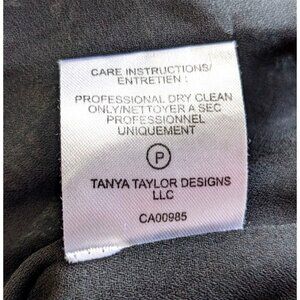 CARE INSTRUCTIONS/
ENTRETIEN :
PROFESSIONAL DRY CLEAN
ONLY/NETTOYER A SEC
PROFESSIONNEL
UNIQUEMENT
P
TANYA TAYLOR DESIGNS
LLC
CA00985